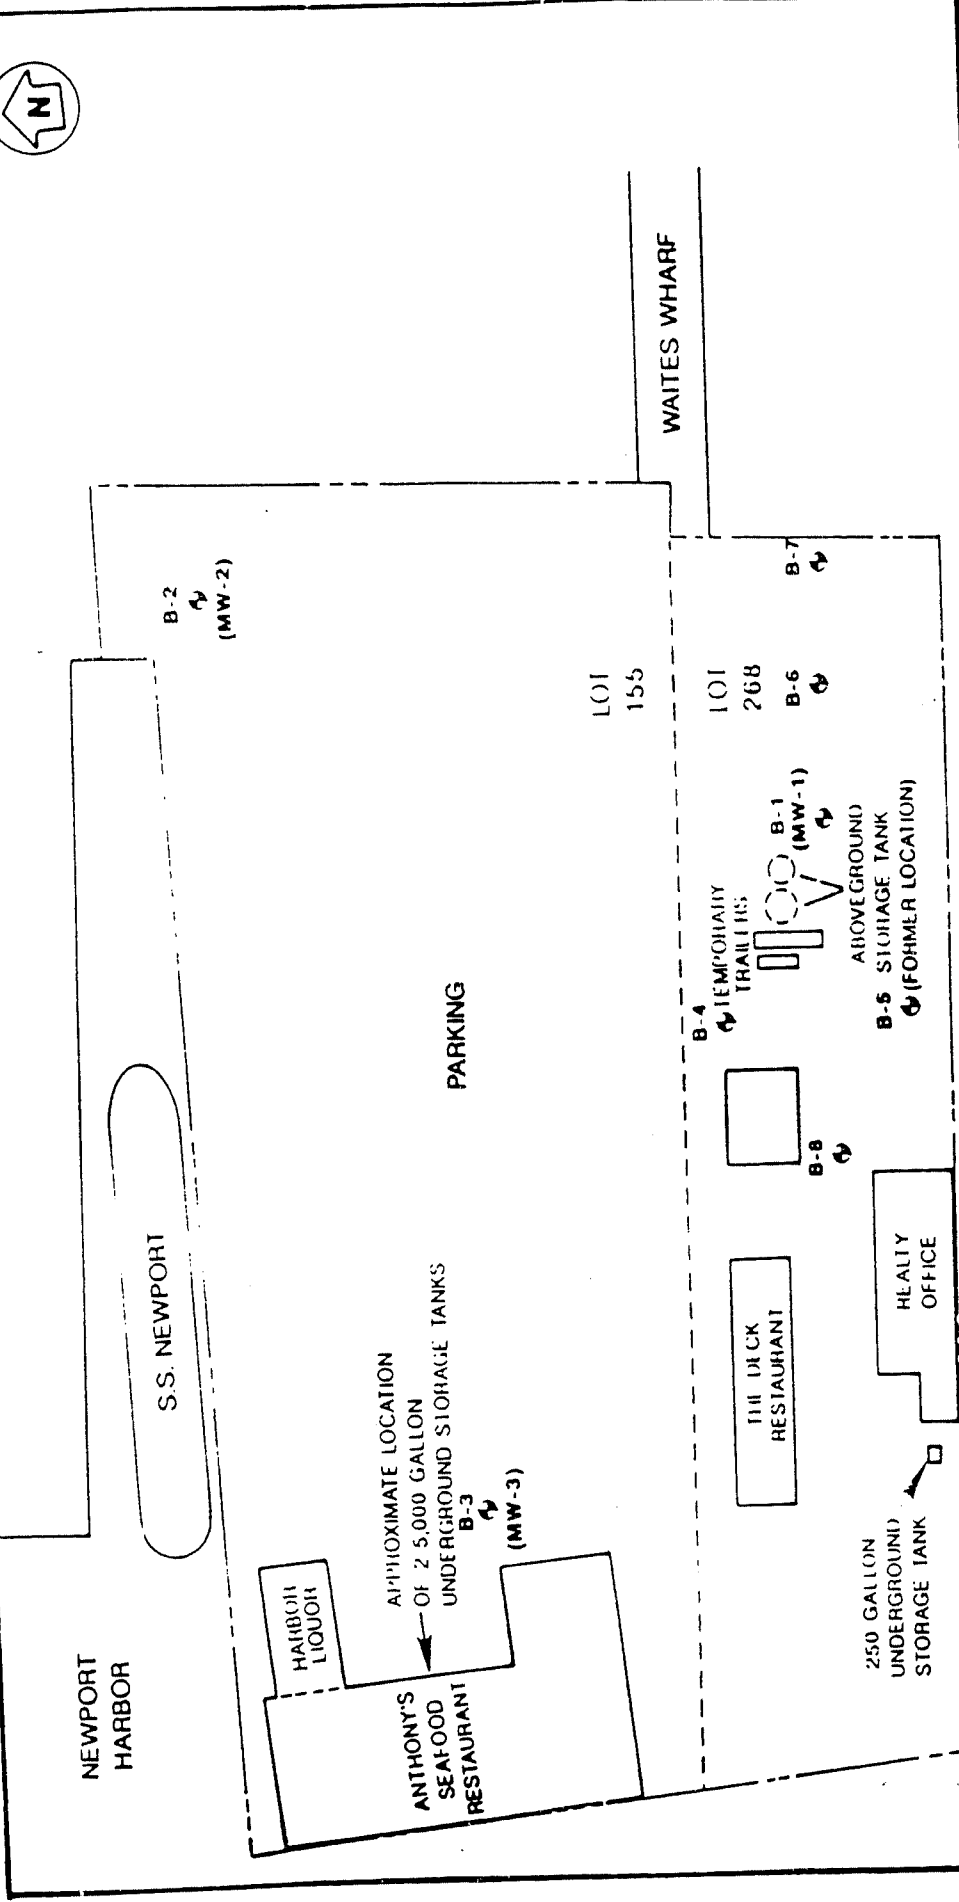 N
NEWPORT
HARBOR
S.S. NEWPORT
B-2
(MW-2)
HARBOR
LIQUOR
APPROXIMATE LOCATION
OF 2 5,000 GALLON
UNDERGROUND STORAGE TANKS
B-3
(MW-3)
ANTHONY'S
SEAFOOD
RESTAURANT
PARKING
LOT
155
WAITES WHARF
LOT
268
B-7
B-6
B-1
(MW-1)
TEMPORARY
TRAILERS
B-4
ABOVEGROUND
STORAGE TANK
(FORMER LOCATION)
B-5
B-8
THE DECK
RESTAURANT
REALTY
OFFICE
250 GALLON
UNDERGROUND
STORAGE TANK